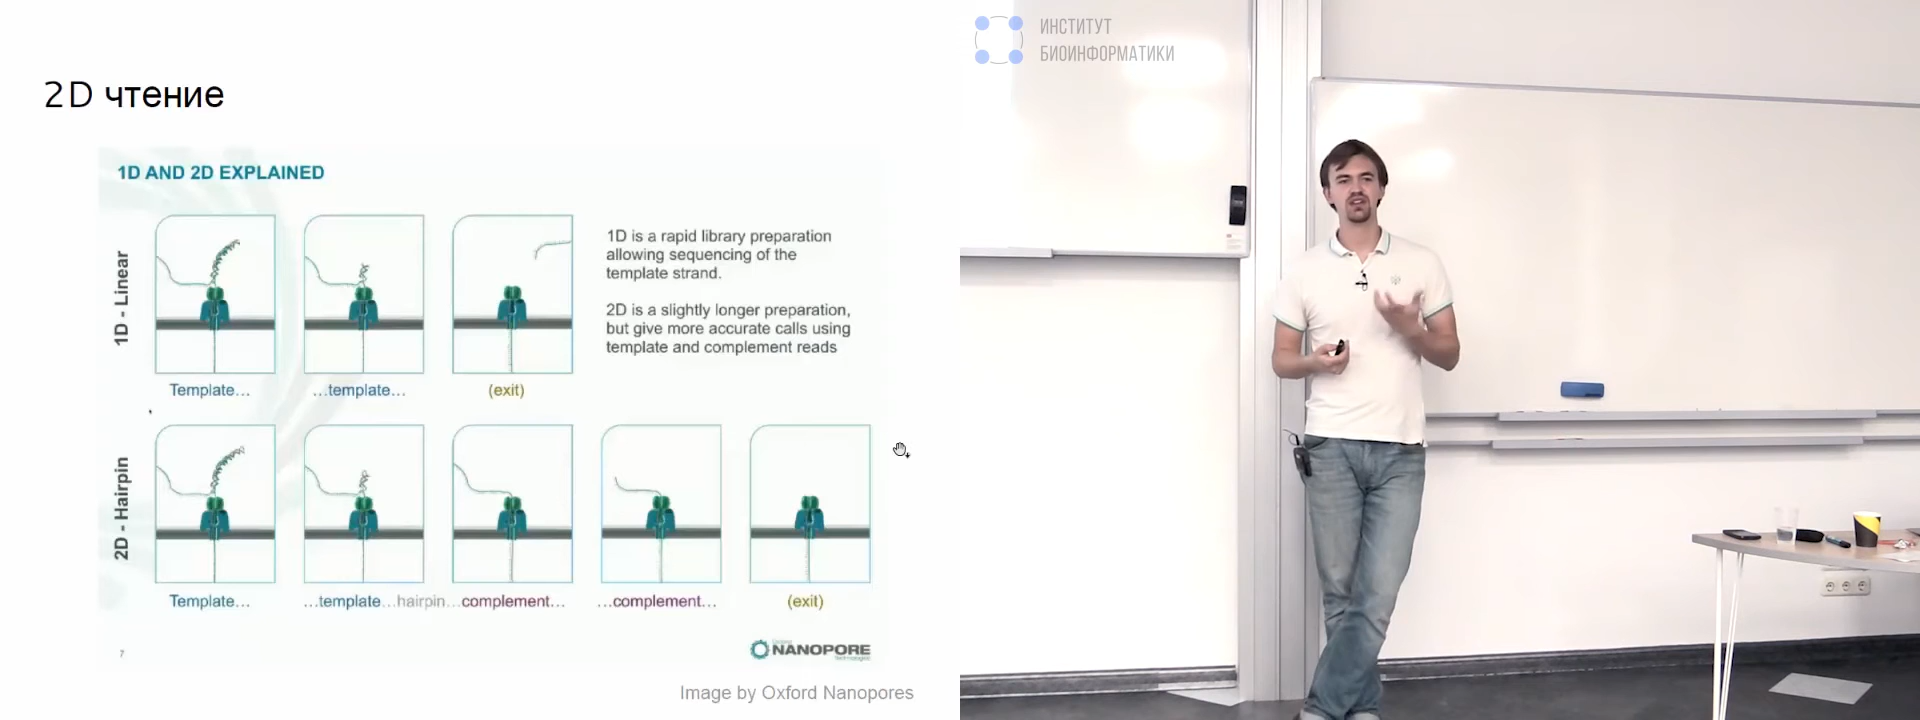 2D чтение
1D AND 2D EXPLAINED
1D - Linear
Template...
...template...
(exit)
1D is a rapid library preparation
allowing sequencing of the
template strand.
2D is a slightly longer preparation,
but give more accurate calls using
template and complement reads
2D - Hairpin
Template...
...template...hairpin...complement...
...complement...
(exit)
7
NANOPORE
Image by Oxford Nanopores
ИНСТИТУТ
БИОИНФОРМАТИКИ